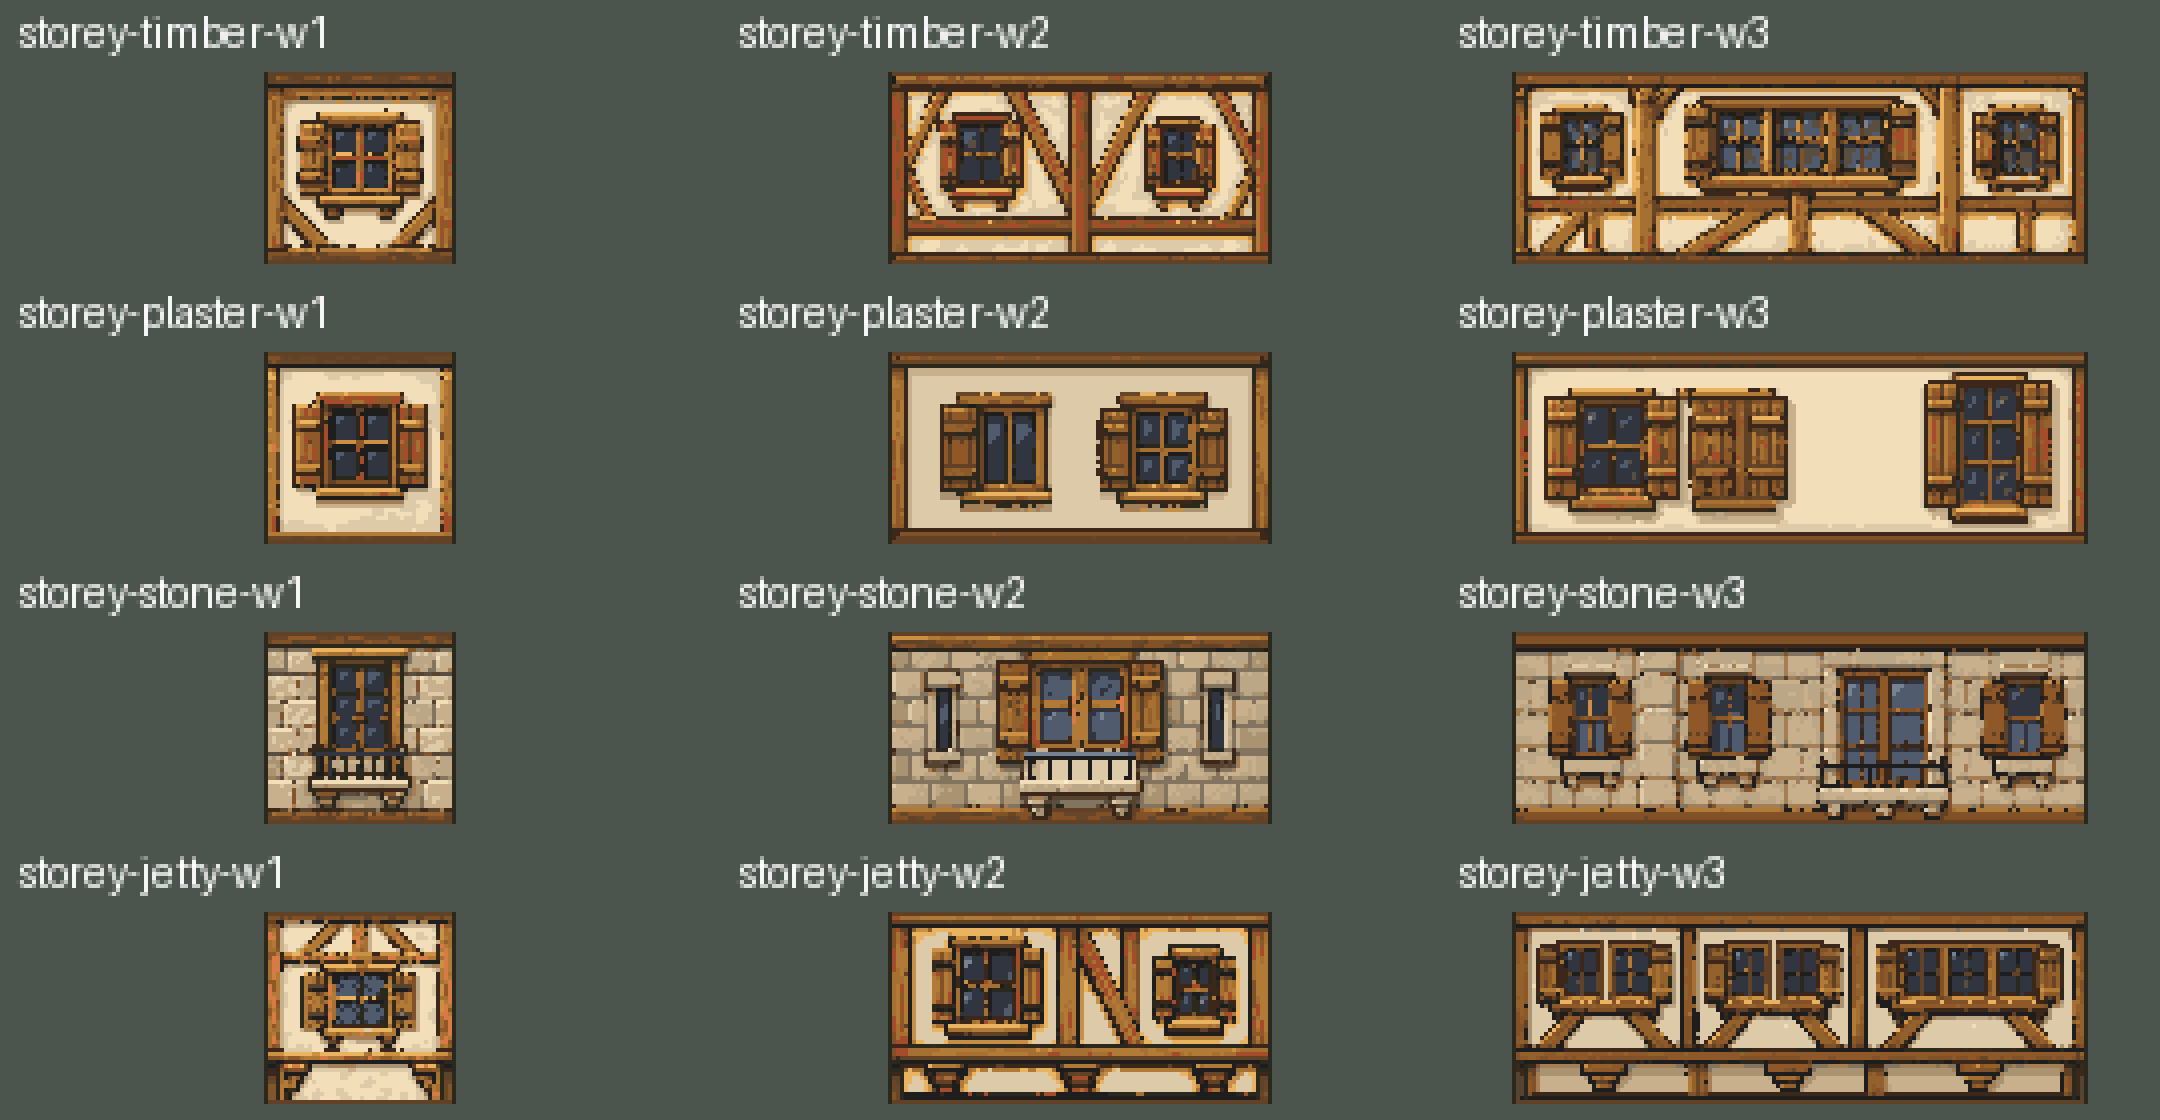 storey-timber-w1
storey-timber-w2
storey-timber-w3
storey-plaster-w1
storey-plaster-w2
storey-plaster-w3
storey-stone-w1
storey-stone-w2
storey-stone-w3
storey-jetty-w1
storey-jetty-w2
storey-jetty-w3